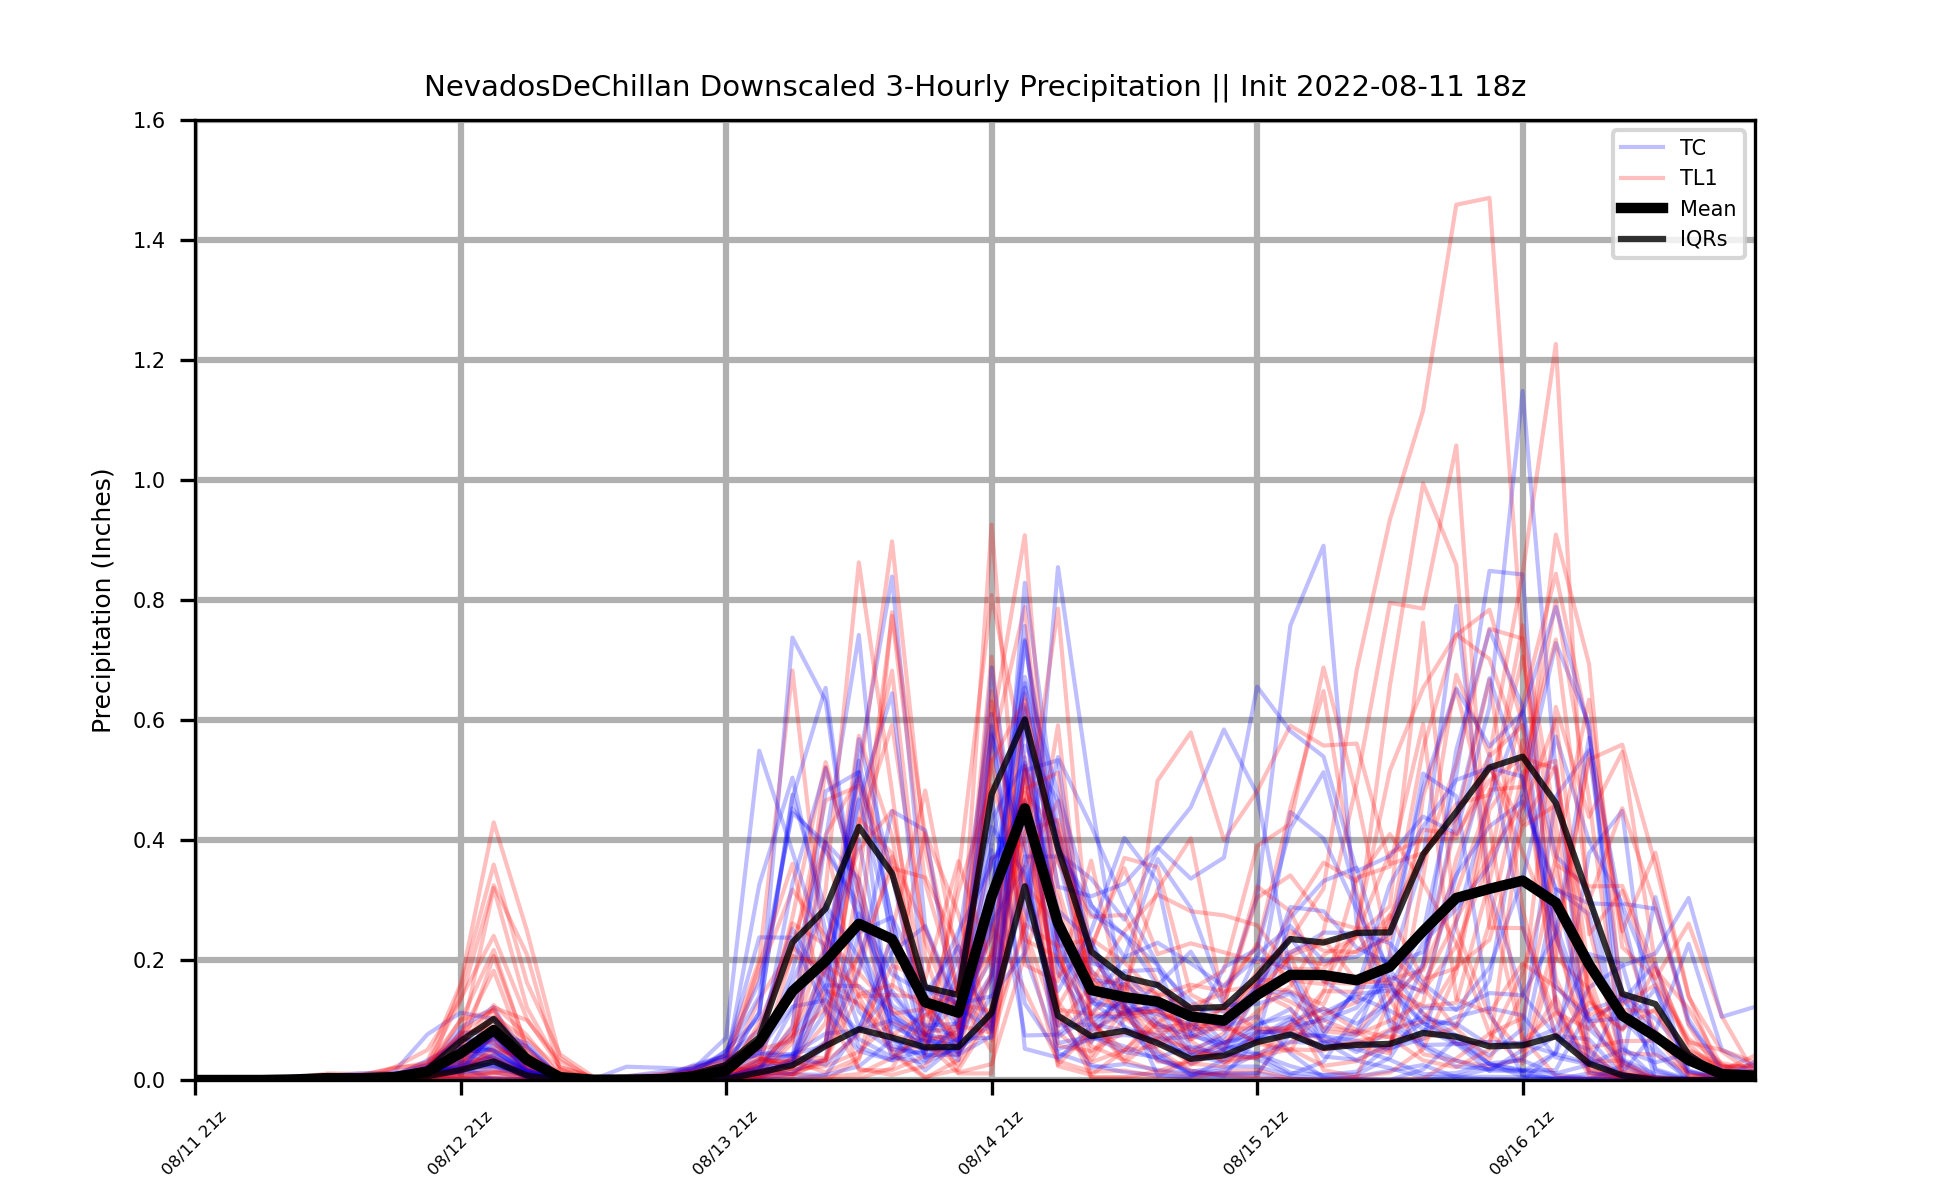 NevadosDeChillan Downscaled 3-Hourly Precipitation || Init 2022-08-11 18z
Precipitation (Inches)
1.6
1.4
1.2
1.0
0.8
0.6
0.4
0.2
0.0
TC
TL1
Mean
IQRs
08/11 21z
08/12 21z
08/13 21z
08/14 21z
08/15 21z
08/16 21z